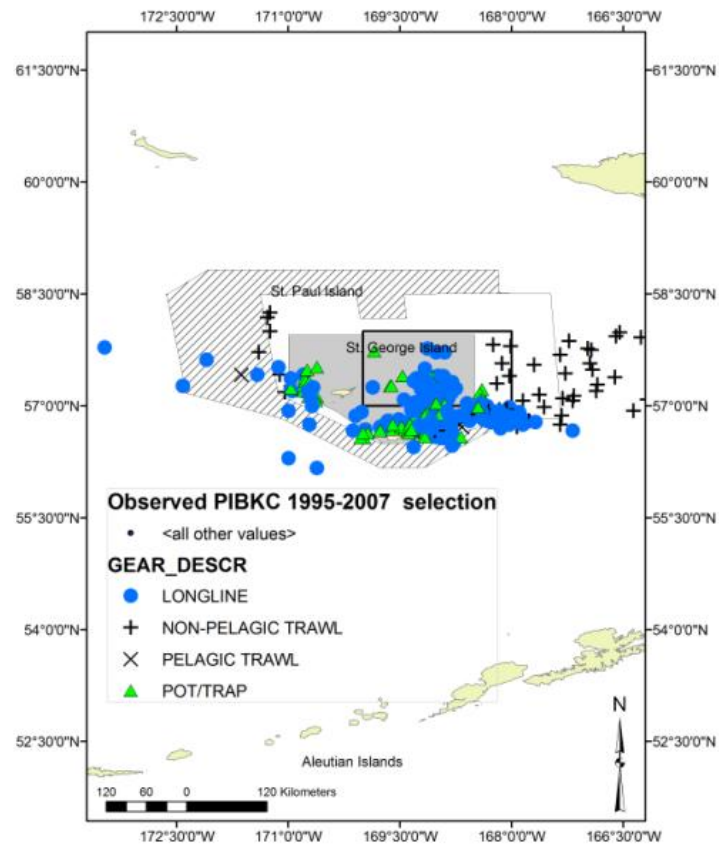 172°30'0"W 171°0'0"W 169°30'0"W 168°0'0"W 166°30'0"W
61°30'0"N 61°30'0"N
60°0'0"N 60°0'0"N
58°30'0"N 58°30'0"N
St. Paul Island
St. George Island
57°0'0"N 57°0'0"N
55°30'0"N 55°30'0"N
Observed PIBKC 1995-2007 selection
<all other values>
GEAR_DESCR
LONGLINE
NON-PELAGIC TRAWL
PELAGIC TRAWL
POT/TRAP
54°0'0"N 54°0'0"N
N
52°30'0"N 52°30'0"N
Aleutian Islands
120 60 0 120 Kilometers
172°30'0"W 171°0'0"W 169°30'0"W 168°0'0"W 166°30'0"W